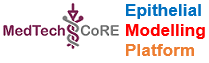 MedTech CoRE
Epithelial
Modelling
Platform